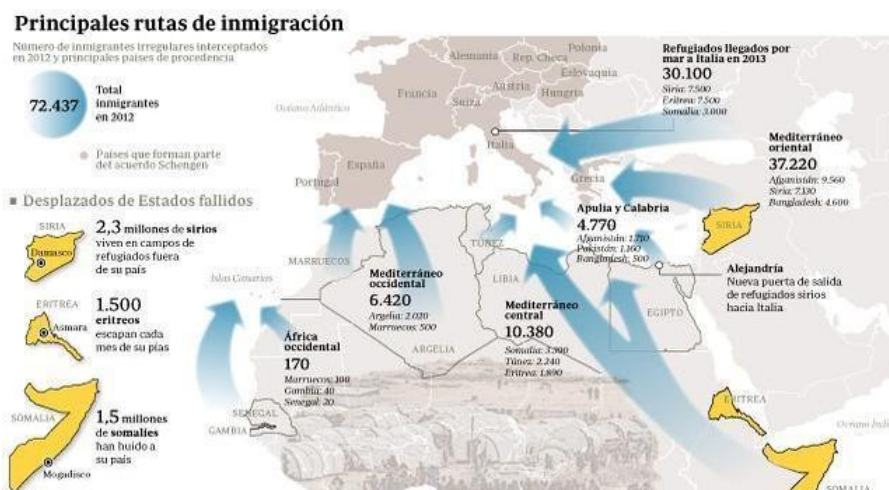 Principales rutas de inmigración
Número de inmigrantes irregulares interceptados
en 2012 y principales países de procedencia
72.437
Total
inmigrantes
en 2012
Países que forman parte
del acuerdo Schengen
Desplazados de Estados fallidos
SIRIA
Damasco
2,3 millones de sirios
viven en campos de
refugiados fuera
de su país
ERITREA
Asmara
1.500
eritreos
escapan cada
mes de su pías
SOMALIA
Mogadisco
1,5 millones
de somalíes
han huido a
su país
Océano Atlántico
Portugal
España
Francia
Suiza
Alemania
Rep. Checa
Polonia
Eslovaquia
Austria
Hungría
Italia
Grecia
Islas Canarias
MARRUECOS
ARGELIA
TÚNEZ
LIBIA
EGIPTO
SENEGAL
GAMBIA
SIRIA
ERITREA
SOMALIA
Océano Indi
Refugiados llegados por
mar a Italia en 2013
30.100
Siria: 7.500
Eritrea: 7.500
Somalia: 3.000
Mediterráneo
oriental
37.220
Afganistán: 9.560
Siria: 7.130
Bangladesh: 4.600
Apulia y Calabria
4.770
Afganistán: 1.710
Pakistán: 1.160
Bangladesh: 500
Alejandría
Nueva puerta de salida
de refugiados sirios
hacia Italia
Mediterráneo
occidental
6.420
Argelia: 2.020
Marruecos: 500
Mediterráneo
central
10.380
Somalia: 3.390
Túnez: 2.240
Eritrea: 1.890
África
occidental
170
Marruecos: 100
Gambia: 40
Senegal: 20